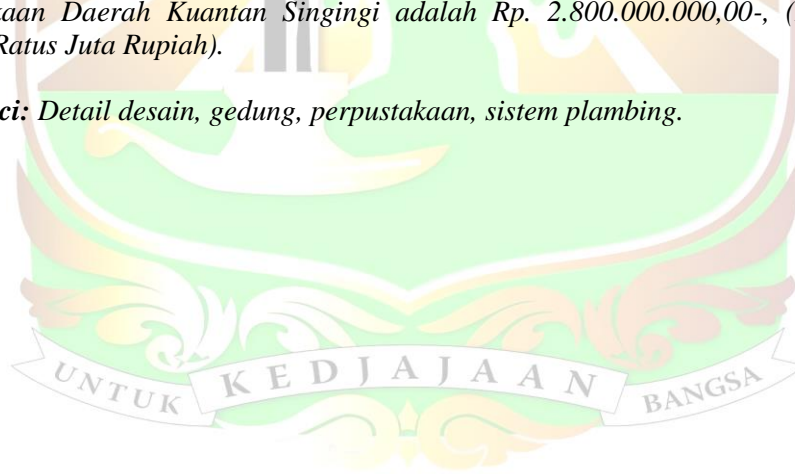 kaan Daerah Kuantan Singingi adalah Rp. 2.800.000.000,00-, (
Ratus Juta Rupiah).
ci: Detail desain, gedung, perpustakaan, sistem plambing.
UNTUK KEDJAJAAN BANGSA